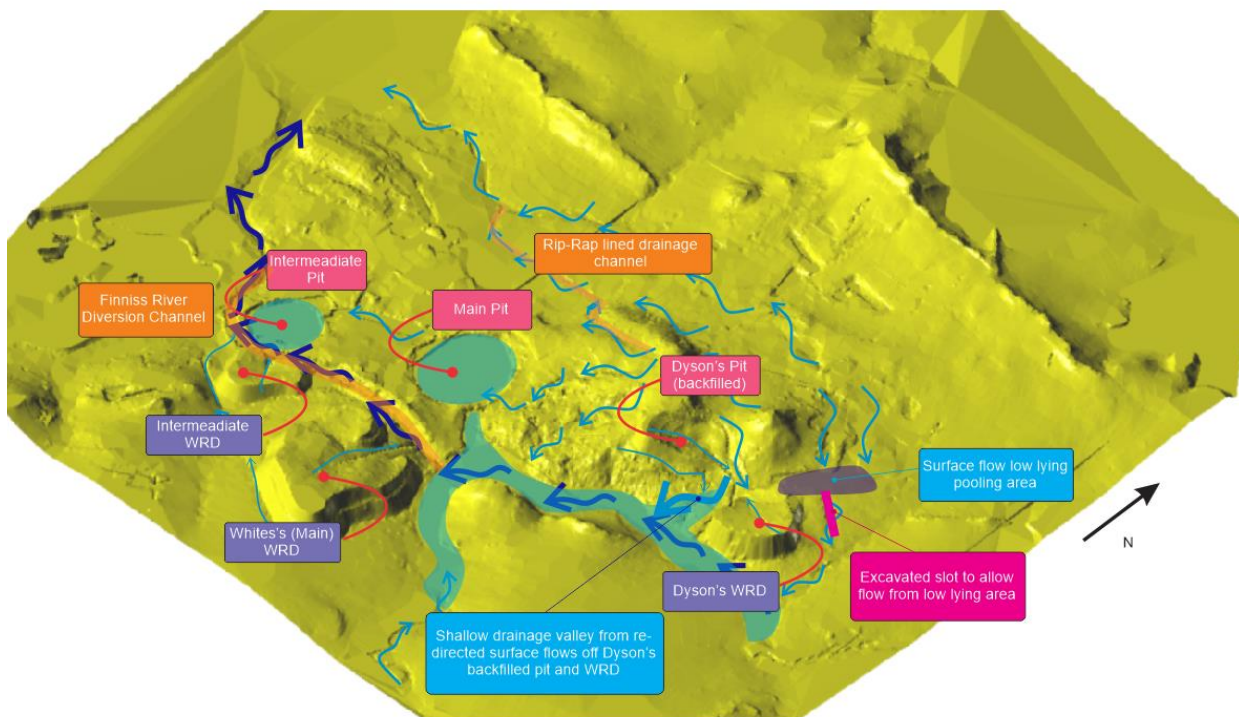 Intermeadiate
Pit
Rip-Rap lined drainage
channel
Finniss River
Diversion Channel
Main Pit
Dyson's Pit
(backfilled)
Intermeadiate
WRD
Surface flow low lying
pooling area
Whites's (Main)
WRD
N
Dyson's WRD
Excavated slot to allow
flow from low lying area
Shallow drainage valley from re-
directed surface flows off Dyson's
backfilled pit and WRD